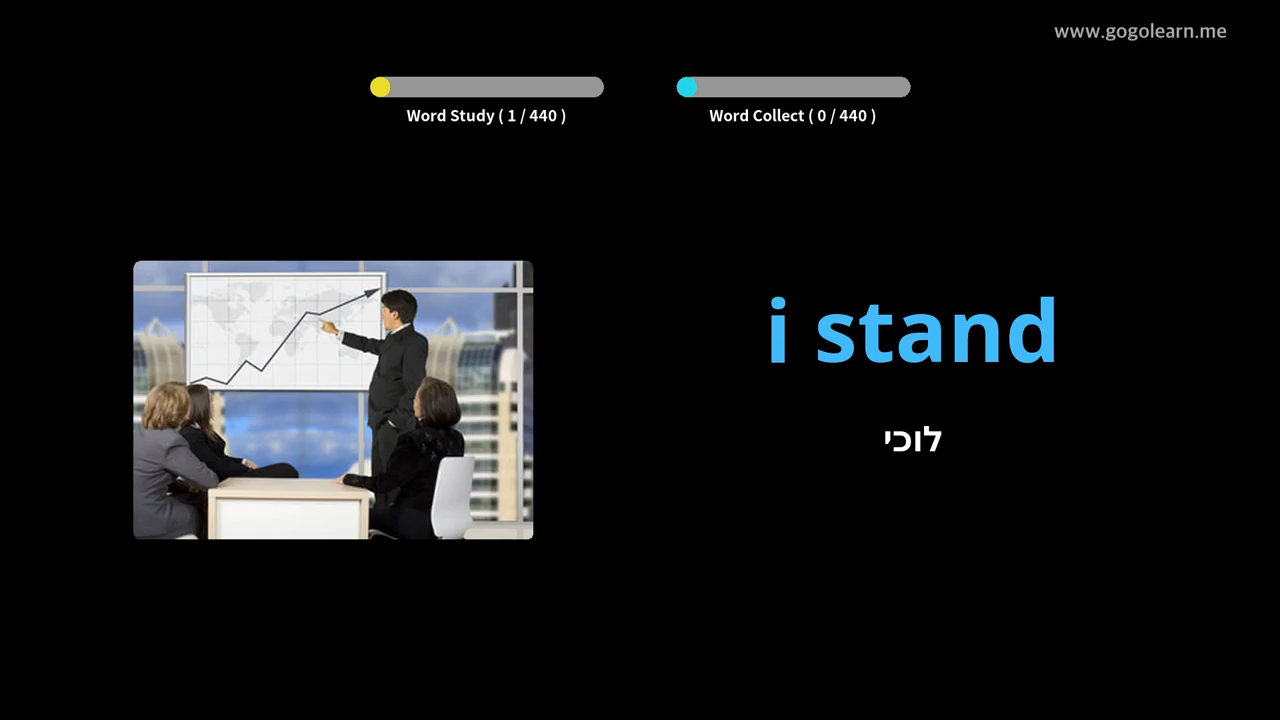 www.gogolearn.me
Word Study ( 1 / 440 )
Word Collect ( 0 / 440 )
i stand
לוכי